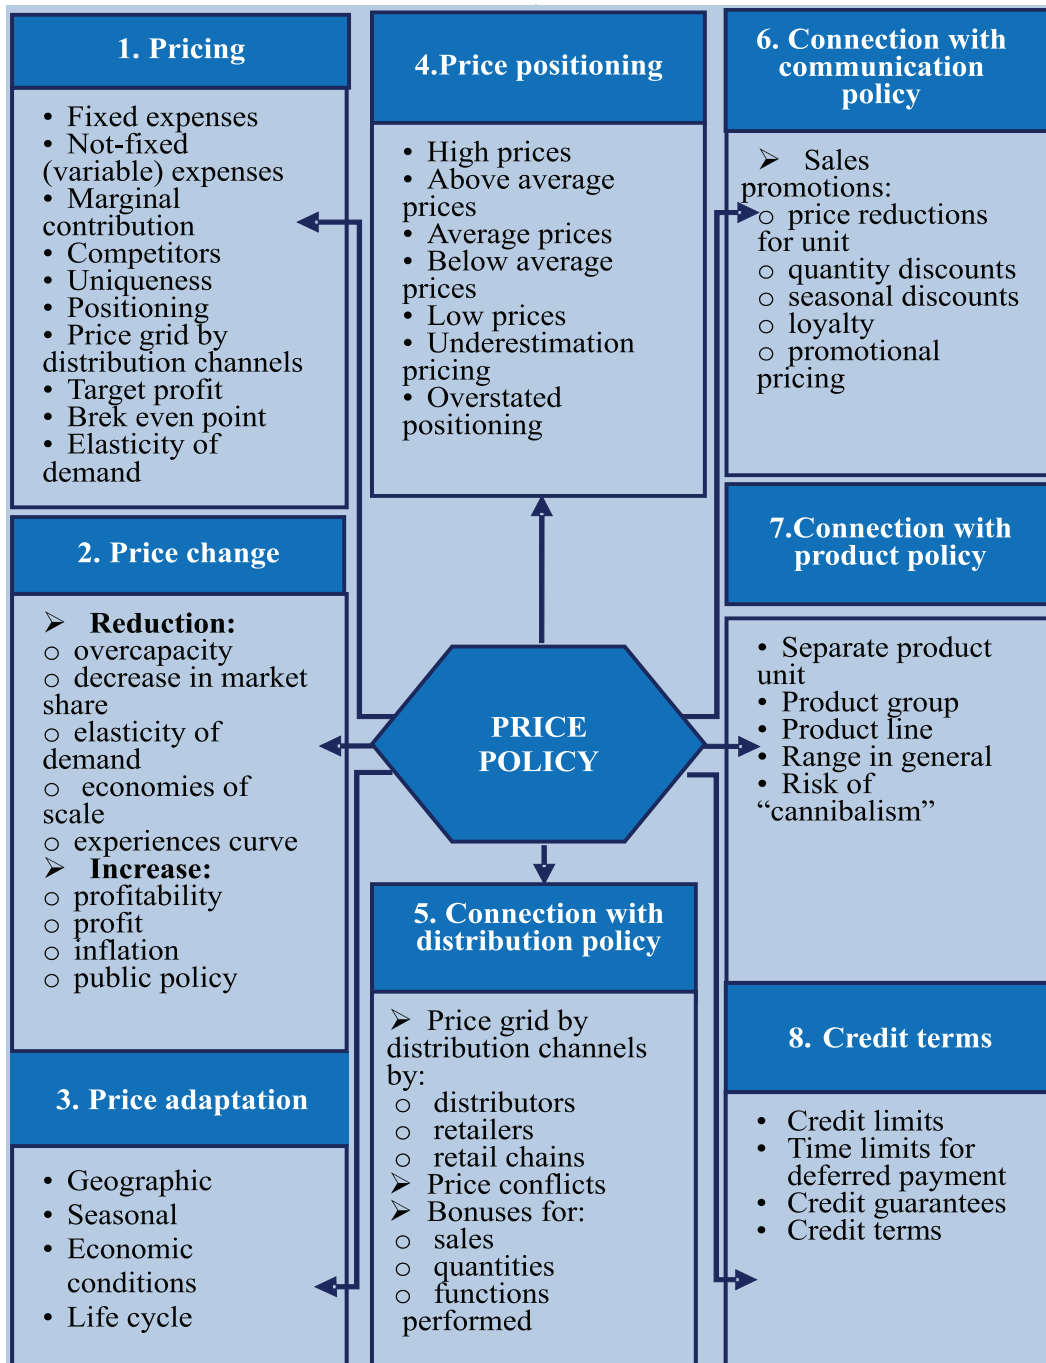 1. Pricing
• Fixed expenses
• Not-fixed
(variable) expenses
• Marginal
contribution
• Competitors
• Uniqueness
• Positioning
• Price grid by
distribution channels
• Target profit
• Brek even point
• Elasticity of
demand
2. Price change
➢ Reduction:
o overcapacity
o decrease in market
share
o elasticity of
demand
o economies of
scale
o experiences curve
➢ Increase:
o profitability
o profit
o inflation
o public policy
3. Price adaptation
• Geographic
• Seasonal
• Economic
conditions
• Life cycle
4.Price positioning
• High prices
• Above average
prices
• Average prices
• Below average
prices
• Low prices
• Underestimation
pricing
• Overstated
positioning
PRICE
POLICY
5. Connection with
distribution policy
➢ Price grid by
distribution channels
by:
o distributors
o retailers
o retail chains
➢ Price conflicts
➢ Bonuses for:
o sales
o quantities
o functions
performed
6. Connection with
communication
policy
➢ Sales
promotions:
o price reductions
for unit
o quantity discounts
o seasonal discounts
o loyalty
o promotional
pricing
7.Connection with
product policy
• Separate product
unit
• Product group
• Product line
• Range in general
• Risk of
“cannibalism”
8. Credit terms
• Credit limits
• Time limits for
deferred payment
• Credit guarantees
• Credit terms